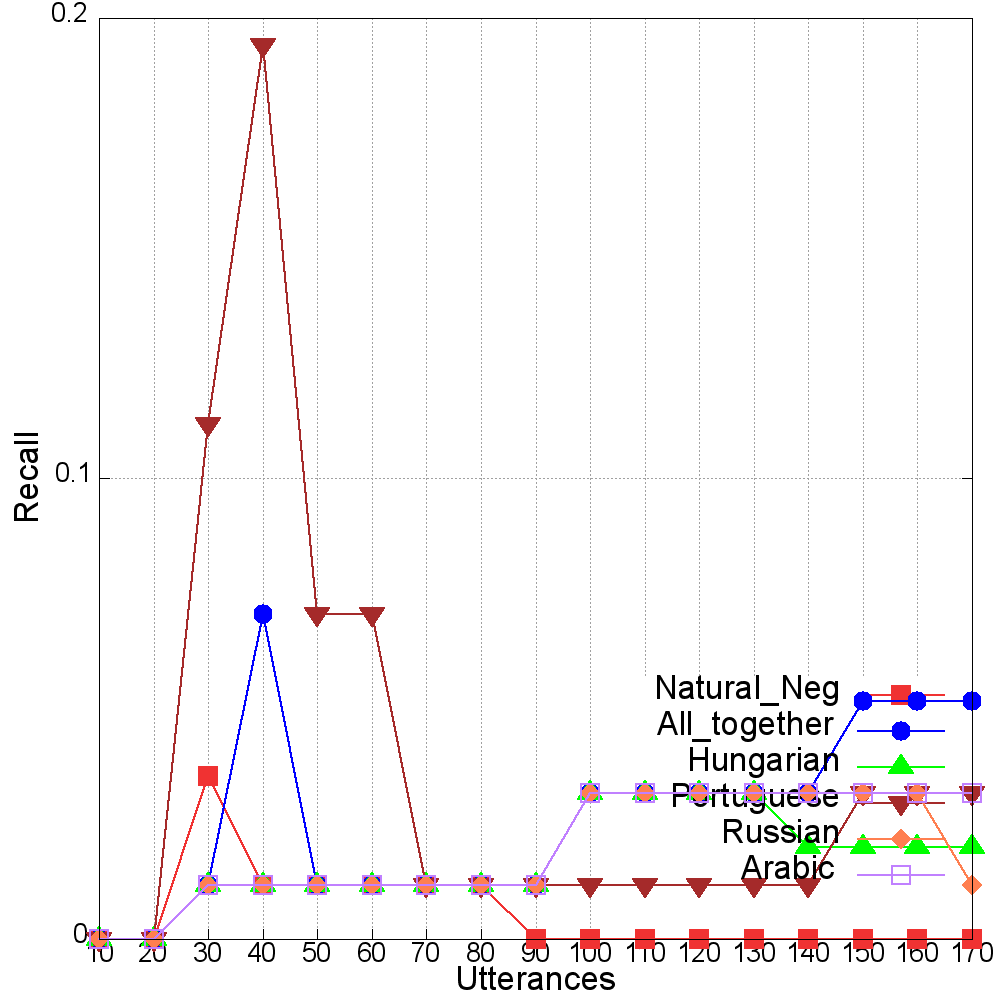 0.2
0.1
0
Recall
10 20 30 40 50 60 70 80 90 100 110 120 130 140 150 160 170
Utterances
Natural_Neg
All_together
Hungarian
Portuguese
Russian
Arabic